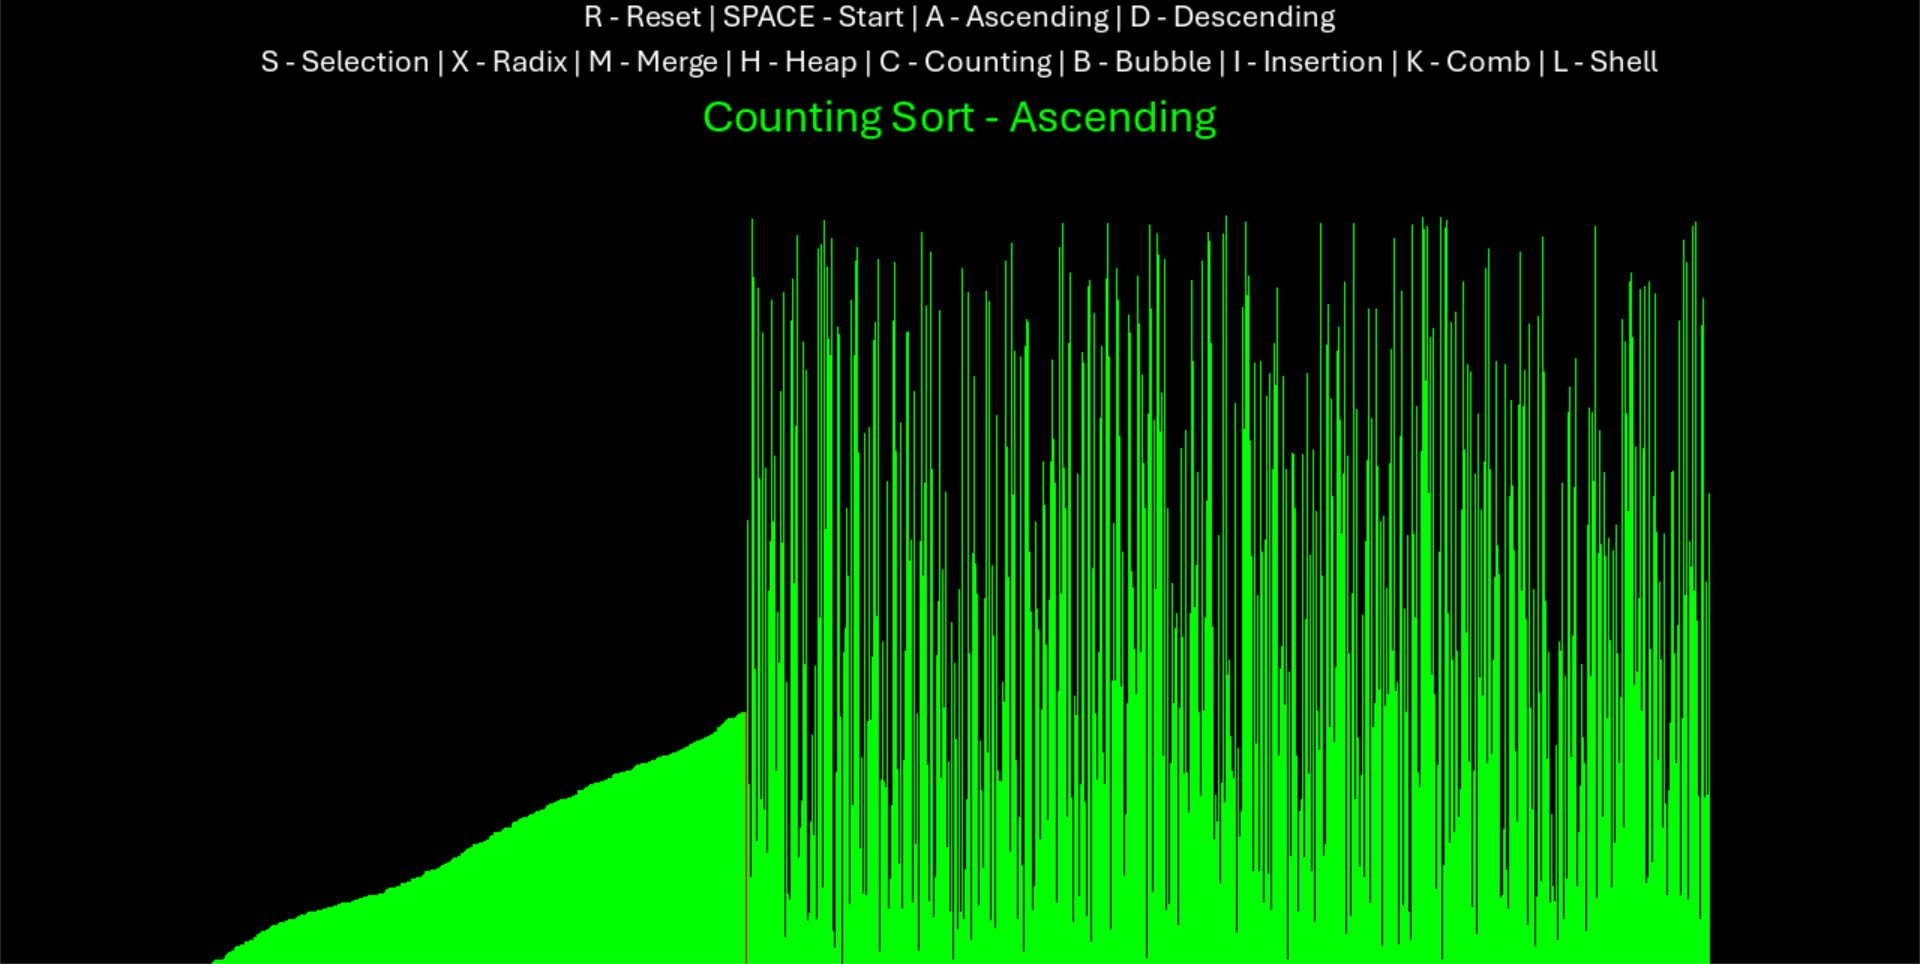 R - Reset | SPACE - Start | A - Ascending | D - Descending
S - Selection | X - Radix | M - Merge | H - Heap | C - Counting | B - Bubble | I - Insertion | K - Comb | L - Shell
Counting Sort - Ascending